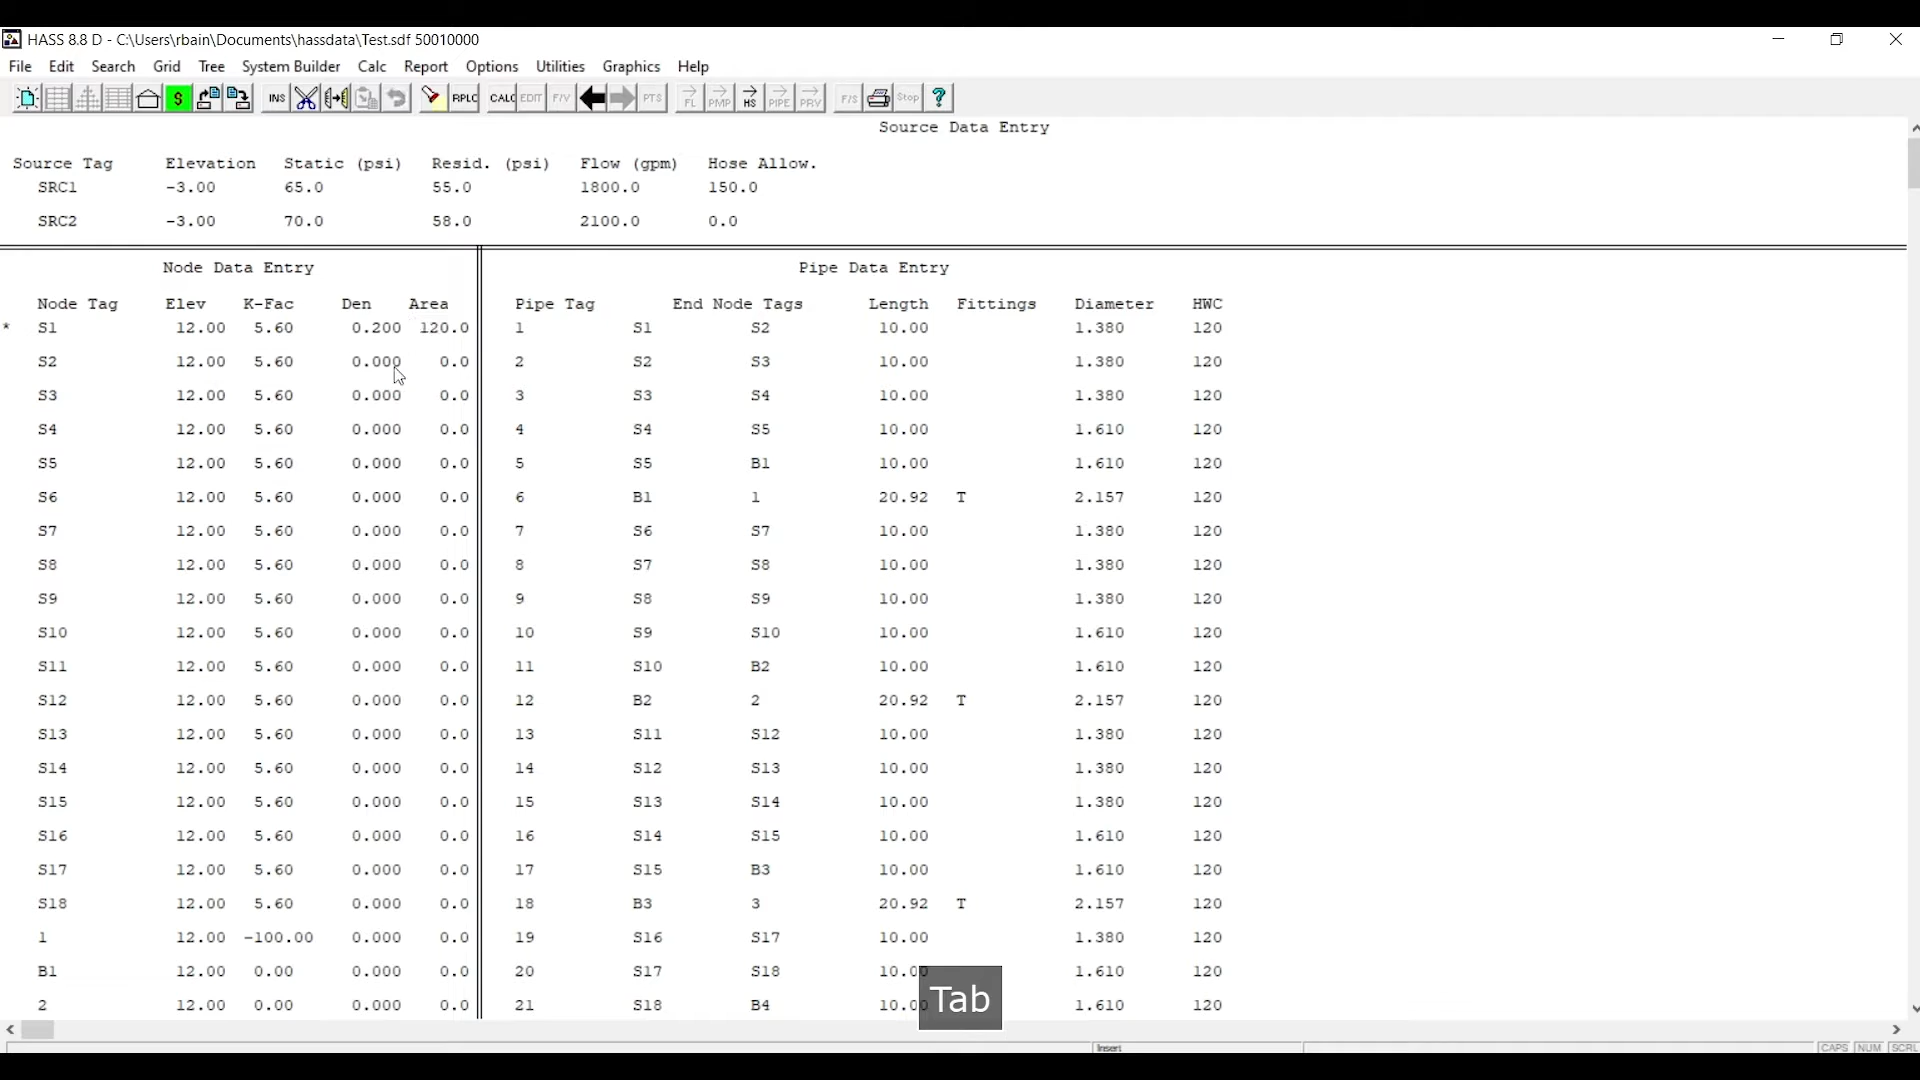 HASS 8.8 D - C:\Users\rbain\Documents\hassdata\Test.sdf 50010000
File Edit Search Grid Tree System Builder Calc Report Options Utilities Graphics Help
$ INS RPLC CALC EDIT F/V PTS FL PMP HS PIPE PRV F/S Stop ?
Source Data Entry
Source Tag Elevation Static (psi) Resid. (psi) Flow (gpm) Hose Allow.
SRC1 -3.00 65.0 55.0 1800.0 150.0
SRC2 -3.00 70.0 58.0 2100.0 0.0
Node Data Entry Pipe Data Entry
Node Tag Elev K-Fac Den Area Pipe Tag End Node Tags Length Fittings Diameter HWC
* S1 12.00 5.60 0.200 120.0 1 S1 S2 10.00 1.380 120
S2 12.00 5.60 0.000 0.0 2 S2 S3 10.00 1.380 120
S3 12.00 5.60 0.000 0.0 3 S3 S4 10.00 1.380 120
S4 12.00 5.60 0.000 0.0 4 S4 S5 10.00 1.610 120
S5 12.00 5.60 0.000 0.0 5 S5 B1 10.00 1.610 120
S6 12.00 5.60 0.000 0.0 6 B1 1 20.92 T 2.157 120
S7 12.00 5.60 0.000 0.0 7 S6 S7 10.00 1.380 120
S8 12.00 5.60 0.000 0.0 8 S7 S8 10.00 1.380 120
S9 12.00 5.60 0.000 0.0 9 S8 S9 10.00 1.380 120
S10 12.00 5.60 0.000 0.0 10 S9 S10 10.00 1.610 120
S11 12.00 5.60 0.000 0.0 11 S10 B2 10.00 1.610 120
S12 12.00 5.60 0.000 0.0 12 B2 2 20.92 T 2.157 120
S13 12.00 5.60 0.000 0.0 13 S11 S12 10.00 1.380 120
S14 12.00 5.60 0.000 0.0 14 S12 S13 10.00 1.380 120
S15 12.00 5.60 0.000 0.0 15 S13 S14 10.00 1.380 120
S16 12.00 5.60 0.000 0.0 16 S14 S15 10.00 1.610 120
S17 12.00 5.60 0.000 0.0 17 S15 B3 10.00 1.610 120
S18 12.00 5.60 0.000 0.0 18 B3 3 20.92 T 2.157 120
1 12.00 -100.00 0.000 0.0 19 S16 S17 10.00 1.380 120
B1 12.00 0.00 0.000 0.0 20 S17 S18 10.00 1.610 120
2 12.00 0.00 0.000 0.0 21 S18 B4 10.00 1.610 120
Tab
Insert CAPS NUM SCRL